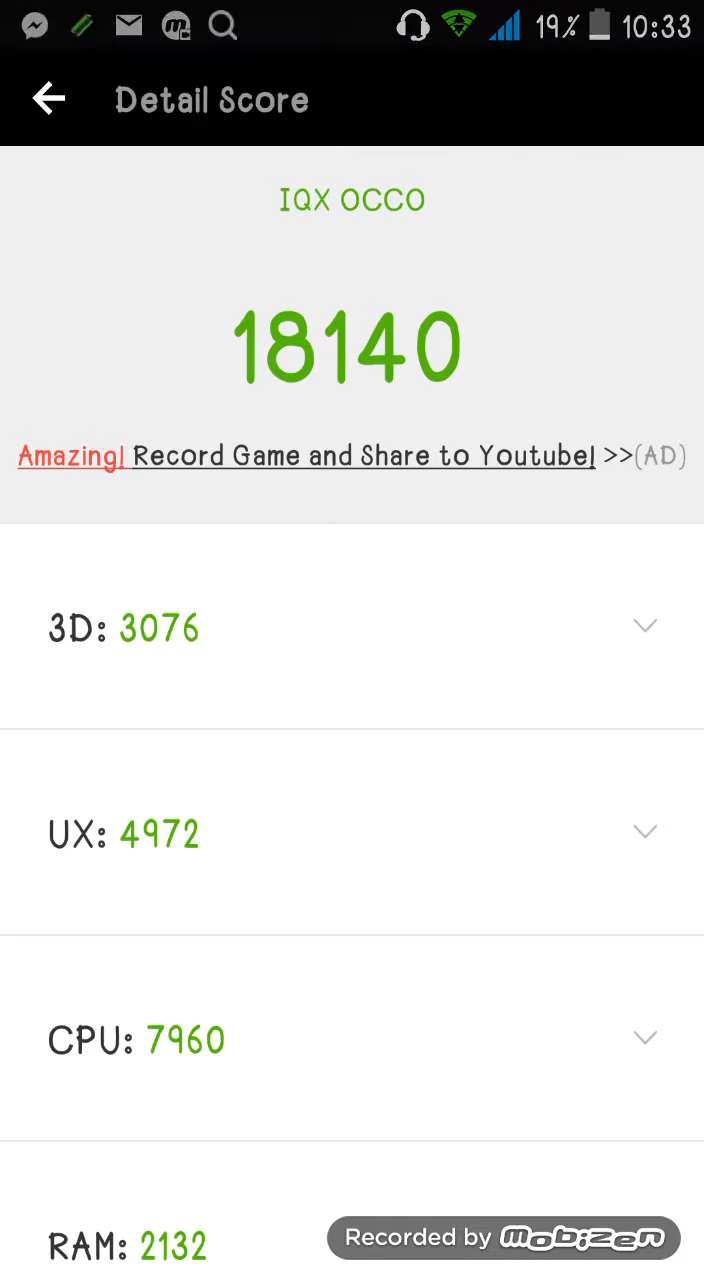 19% 10:33
Detail Score
IQX OCCO
18140
Amazing! Record Game and Share to Youtube! >>(AD)
3D: 3076
UX: 4972
CPU: 7960
RAM: 2132
Recorded by mobizen